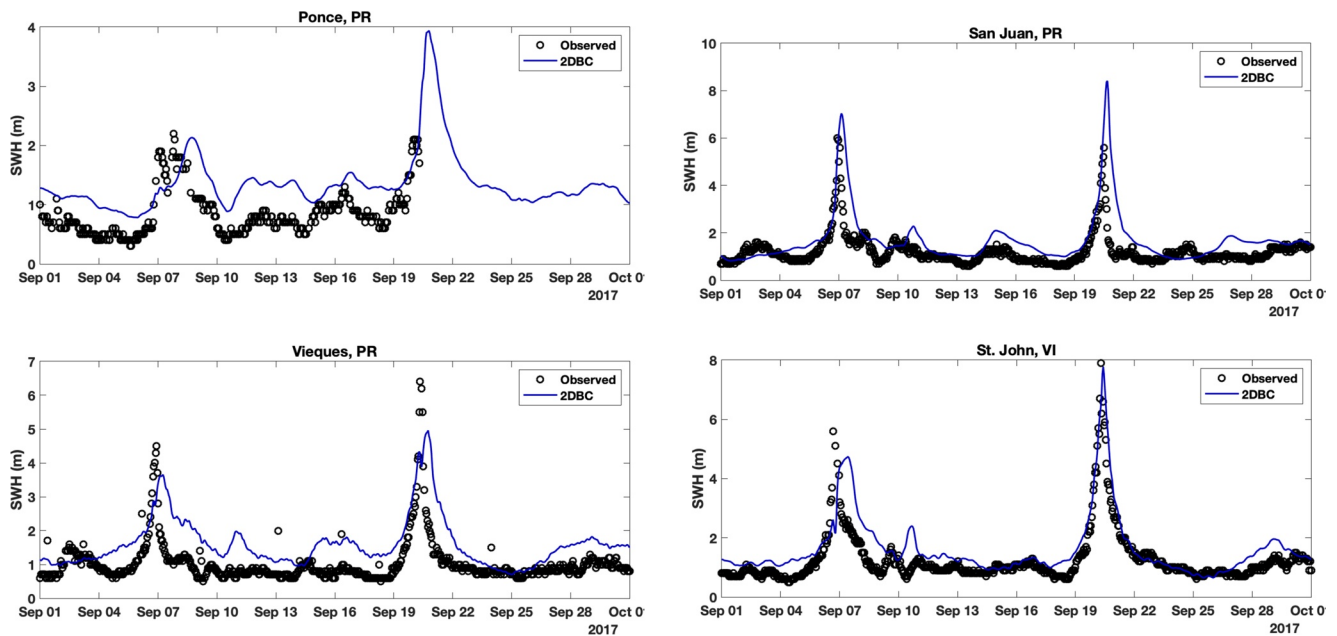 Ponce, PR
SWH (m)
4
3
2
1
0
Observed
2DBC
Sep 01 Sep 04 Sep 07 Sep 10 Sep 13 Sep 16 Sep 19 Sep 22 Sep 25 Sep 28 Oct 01
2017
San Juan, PR
SWH (m)
10
8
6
4
2
0
Observed
2DBC
Sep 01 Sep 04 Sep 07 Sep 10 Sep 13 Sep 16 Sep 19 Sep 22 Sep 25 Sep 28 Oct 01
2017
Vieques, PR
SWH (m)
7
6
5
4
3
2
1
0
Observed
2DBC
Sep 01 Sep 04 Sep 07 Sep 10 Sep 13 Sep 16 Sep 19 Sep 22 Sep 25 Sep 28 Oct 01
2017
St. John, VI
SWH (m)
8
6
4
2
0
Observed
2DBC
Sep 01 Sep 04 Sep 07 Sep 10 Sep 13 Sep 16 Sep 19 Sep 22 Sep 25 Sep 28 Oct 01
2017